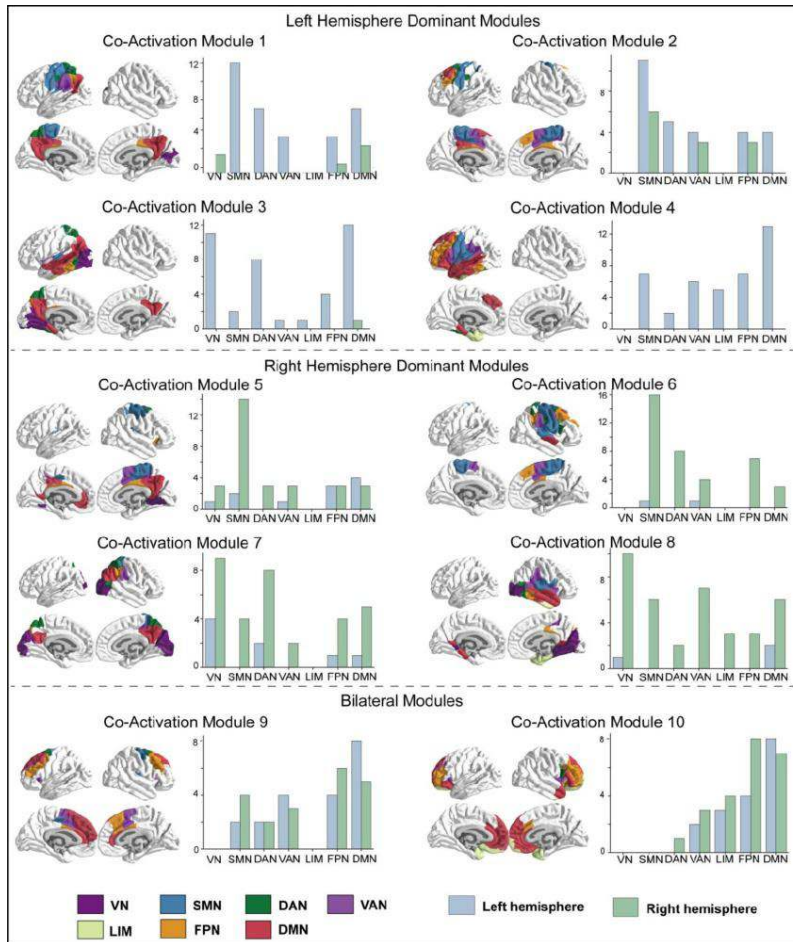 Left Hemisphere Dominant Modules
Co-Activation Module 1
12
8
4
0
VN SMN DAN VAN LIM FPN DMN
Co-Activation Module 2
12
8
4
0
VN SMN DAN VAN LIM FPN DMN
Co-Activation Module 3
12
8
4
0
VN SMN DAN VAN LIM FPN DMN
Co-Activation Module 4
12
8
4
0
VN SMN DAN VAN LIM FPN DMN
Right Hemisphere Dominant Modules
Co-Activation Module 5
12
8
4
0
VN SMN DAN VAN LIM FPN DMN
Co-Activation Module 6
16
12
8
4
0
VN SMN DAN VAN LIM FPN DMN
Co-Activation Module 7
8
4
0
VN SMN DAN VAN LIM FPN DMN
Co-Activation Module 8
8
4
0
VN SMN DAN VAN LIM FPN DMN
Bilateral Modules
Co-Activation Module 9
8
4
0
VN SMN DAN VAN LIM FPN DMN
Co-Activation Module 10
8
4
0
VN SMN DAN VAN LIM FPN DMN
VN SMN DAN VAN
LIM FPN DMN
Left hemisphere Right hemisphere